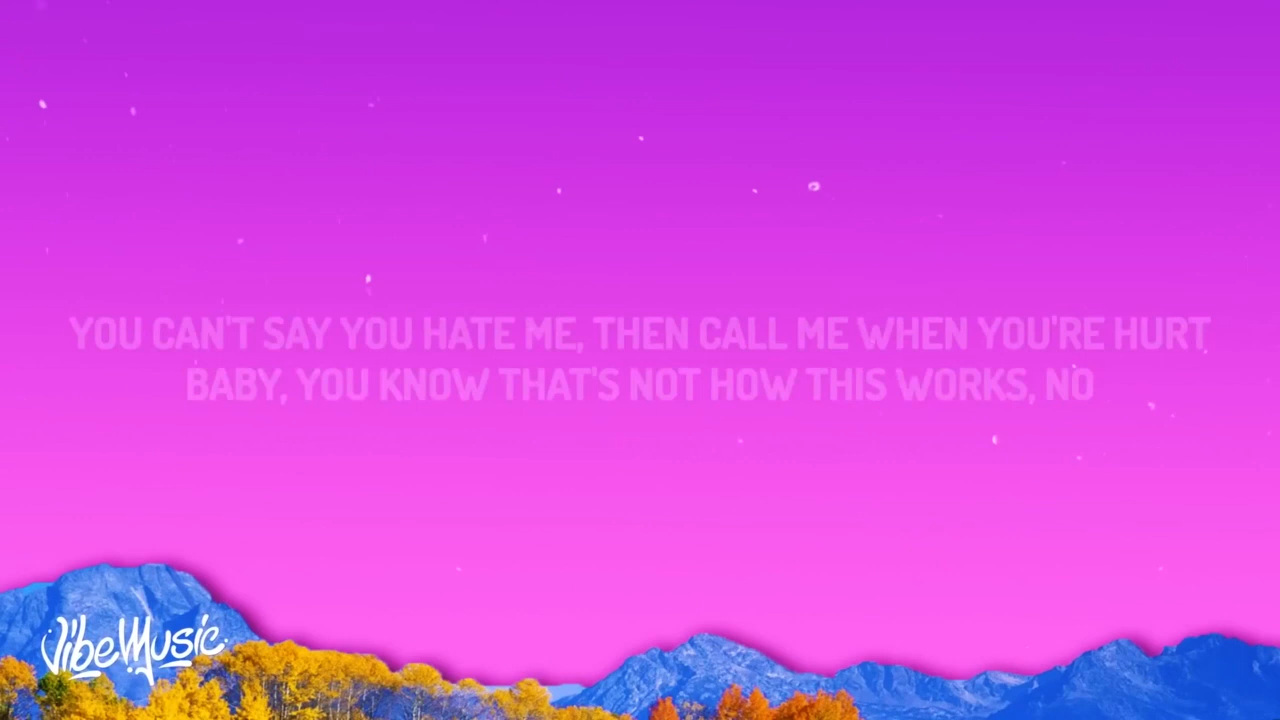 YOU CAN'T SAY YOU HATE ME, THEN CALL ME WHEN YOU'RE HURT
BABY, YOU KNOW THAT'S NOT HOW THIS WORKS, NO
VibeMusic